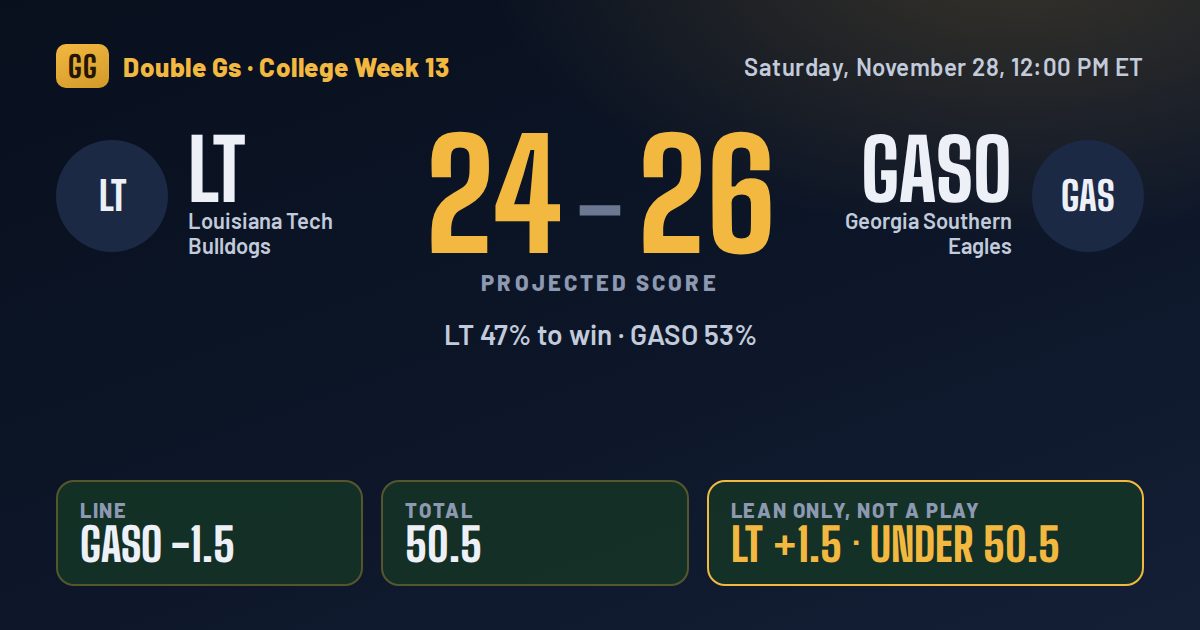 GG Double Gs · College Week 13
Saturday, November 28, 12:00 PM ET
LT
LT
Louisiana Tech
Bulldogs
24 – 26
PROJECTED SCORE
LT 47% to win · GASO 53%
GASO
Georgia Southern
Eagles
GAS
LINE
GASO −1.5
TOTAL
50.5
LEAN ONLY, NOT A PLAY
LT +1.5 · UNDER 50.5